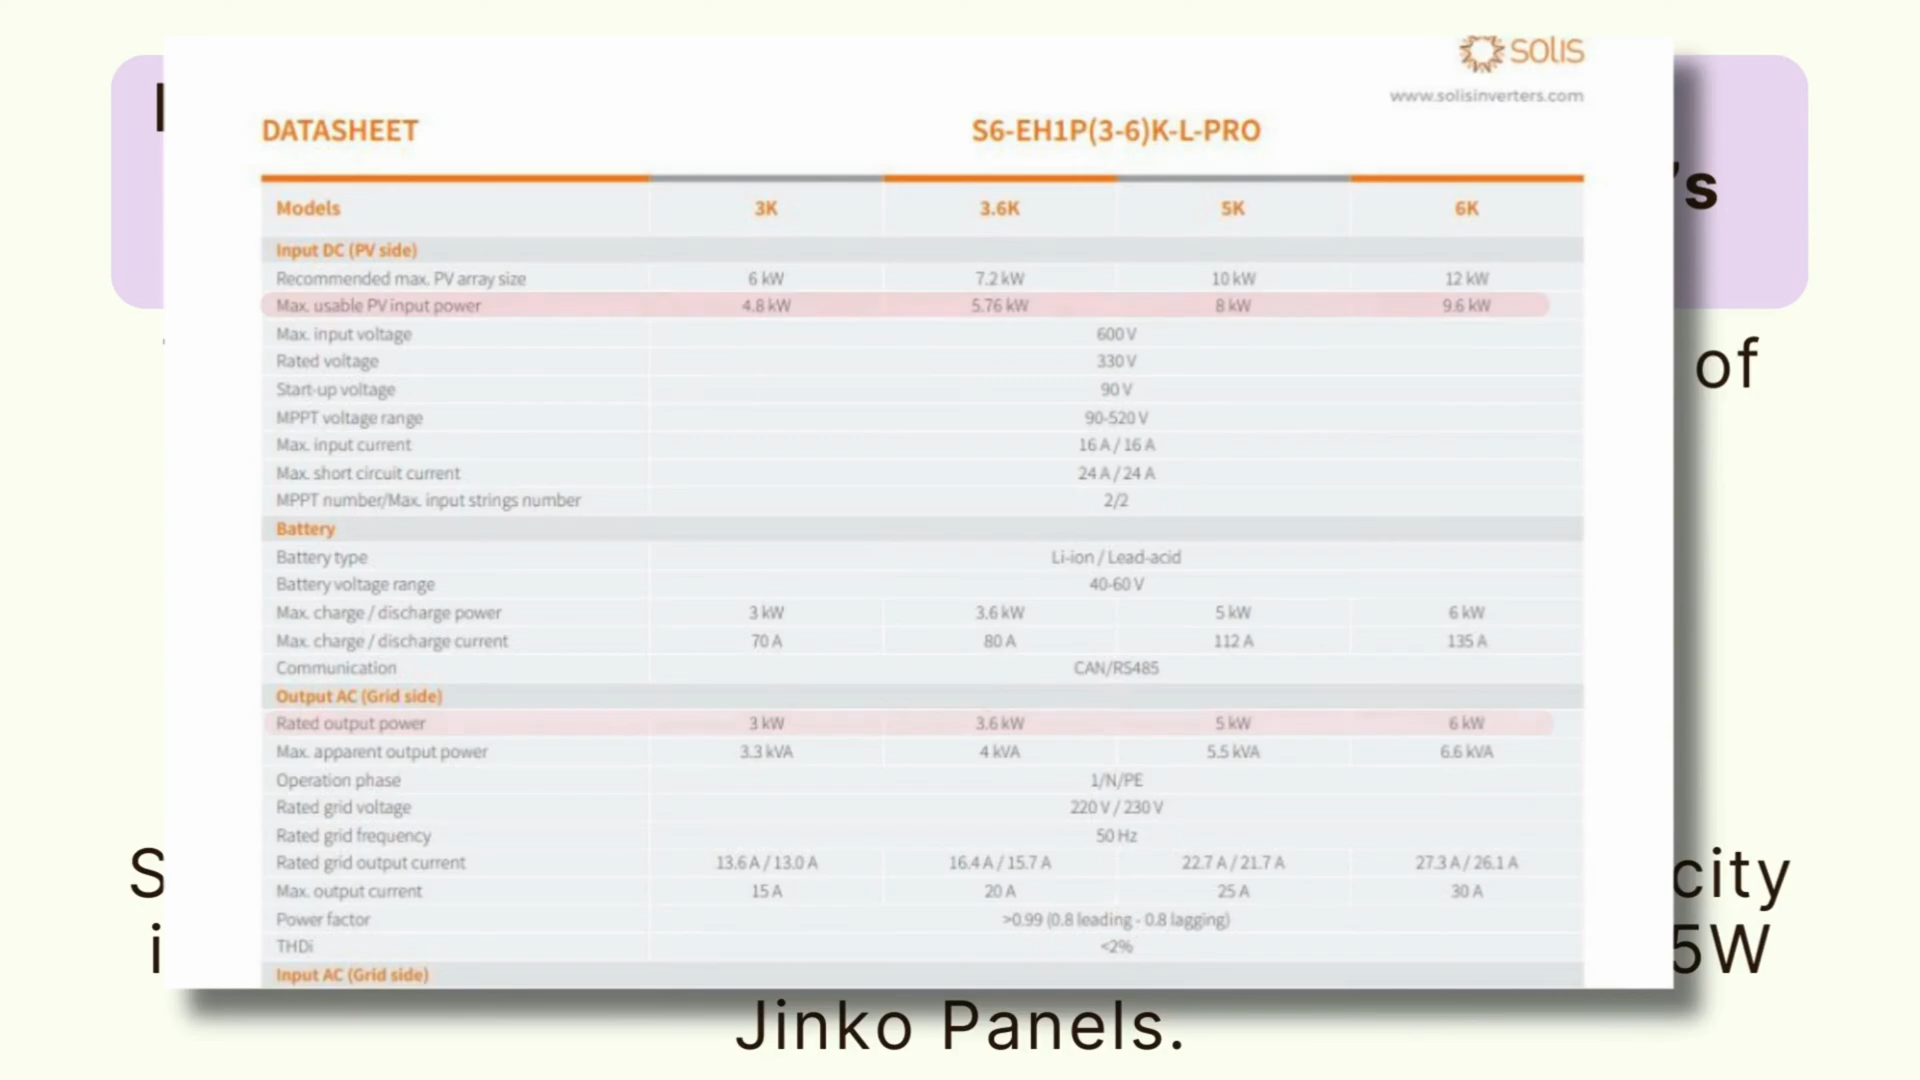 SOLIS
www.solisinverters.com
DATASHEET S6-EH1P(3-6)K-L-PRO
Models 3K 3.6K 5K 6K
Input DC (PV side)
Recommended max. PV array size 6 kW 7.2 kW 10 kW 12 kW
Max. usable PV input power 4.8 kW 5.76 kW 8 kW 9.6 kW
Max. input voltage 600 V
Rated voltage 330 V
Start-up voltage 90 V
MPPT voltage range 90-520 V
Max. input current 16 A / 16 A
Max. short circuit current 24 A / 24 A
MPPT number/Max. input strings number 2/2
Battery
Battery type Li-ion / Lead-acid
Battery voltage range 40-60 V
Max. charge / discharge power 3 kW 3.6 kW 5 kW 6 kW
Max. charge / discharge current 70 A 80 A 112 A 135 A
Communication CAN/RS485
Output AC (Grid side)
Rated output power 3 kW 3.6 kW 5 kW 6 kW
Max. apparent output power 3.3 kVA 4 kVA 5.5 kVA 6.6 kVA
Operation phase 1/N/PE
Rated grid voltage 220 V / 230 V
Rated grid frequency 50 Hz
Rated grid output current 13.6 A / 13.0 A 16.4 A / 15.7 A 22.7 A / 21.7 A 27.3 A / 26.1 A
Max. output current 15 A 20 A 25 A 30 A
Power factor >0.99 (0.8 leading - 0.8 lagging)
THDi <2%
Input AC (Grid side)
's
of
S city
i 5W
Jinko Panels.